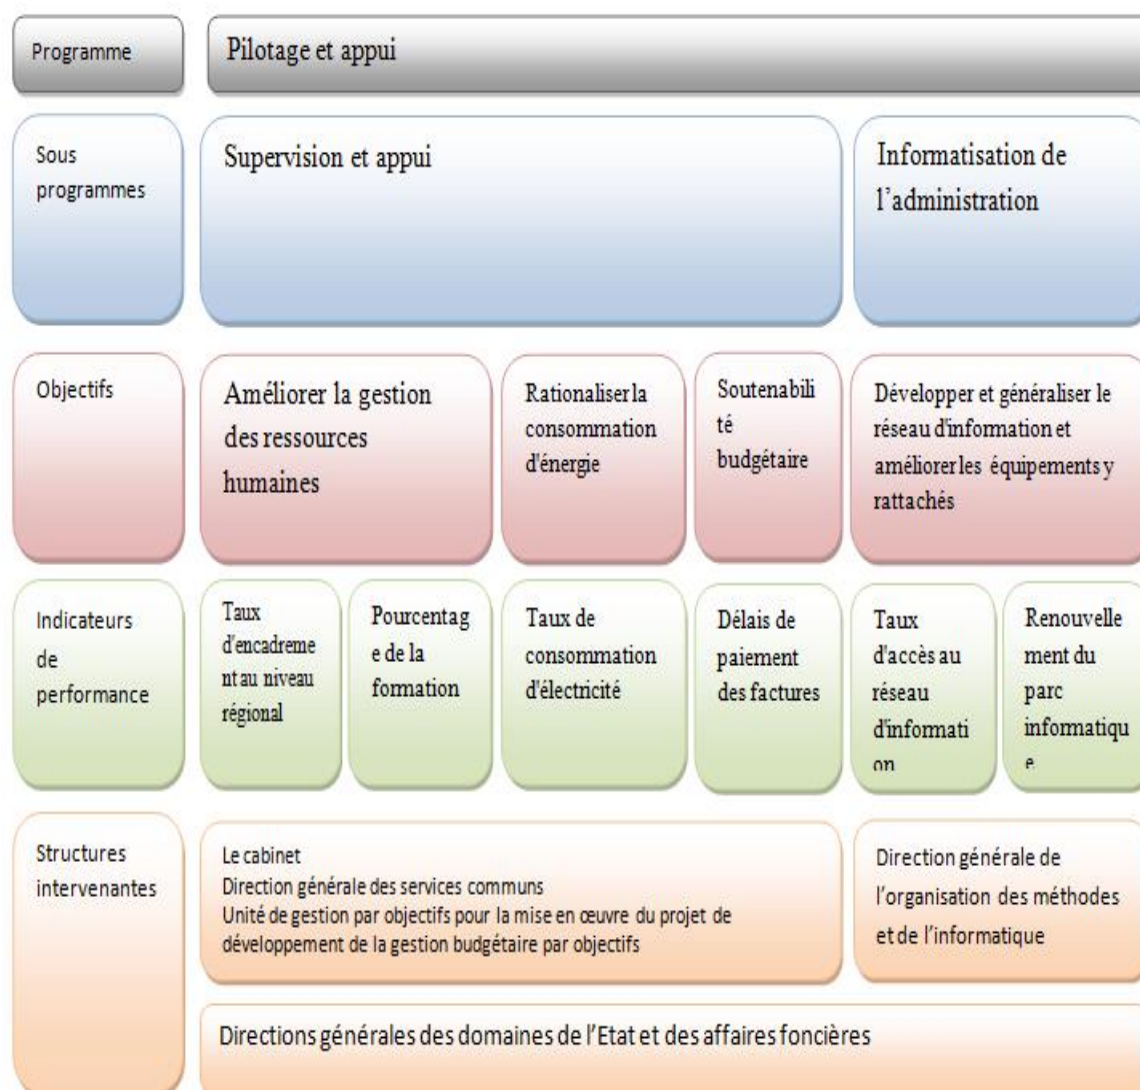 Programme
Pilotage et appui
Sous
programmes
Supervision et appui
Informatisation de
l'administration
Objectifs
Améliorer la gestion
des ressources
humaines
Rationaliser la
consommation
d'énergie
Soutenabili
té
budgétaire
Développer et généraliser le
réseau d'information et
améliorer les équipements y
rattachés
Indicateurs
de
performance
Taux
d'encadreme
nt au niveau
régional
Pourcentag
e de la
formation
Taux de
consommation
d'électricité
Délais de
paiement
des factures
Taux
d'accès au
réseau
d'informati
on
Renouvelle
ment du
parc
informatiqu
e
Structures
intervenantes
Le cabinet
Direction générale des services communs
Unité de gestion par objectifs pour la mise en œuvre du projet de
développement de la gestion budgétaire par objectifs
Direction générale de
l'organisation des méthodes
et de l'informatique
Directions générales des domaines de l'Etat et des affaires foncières